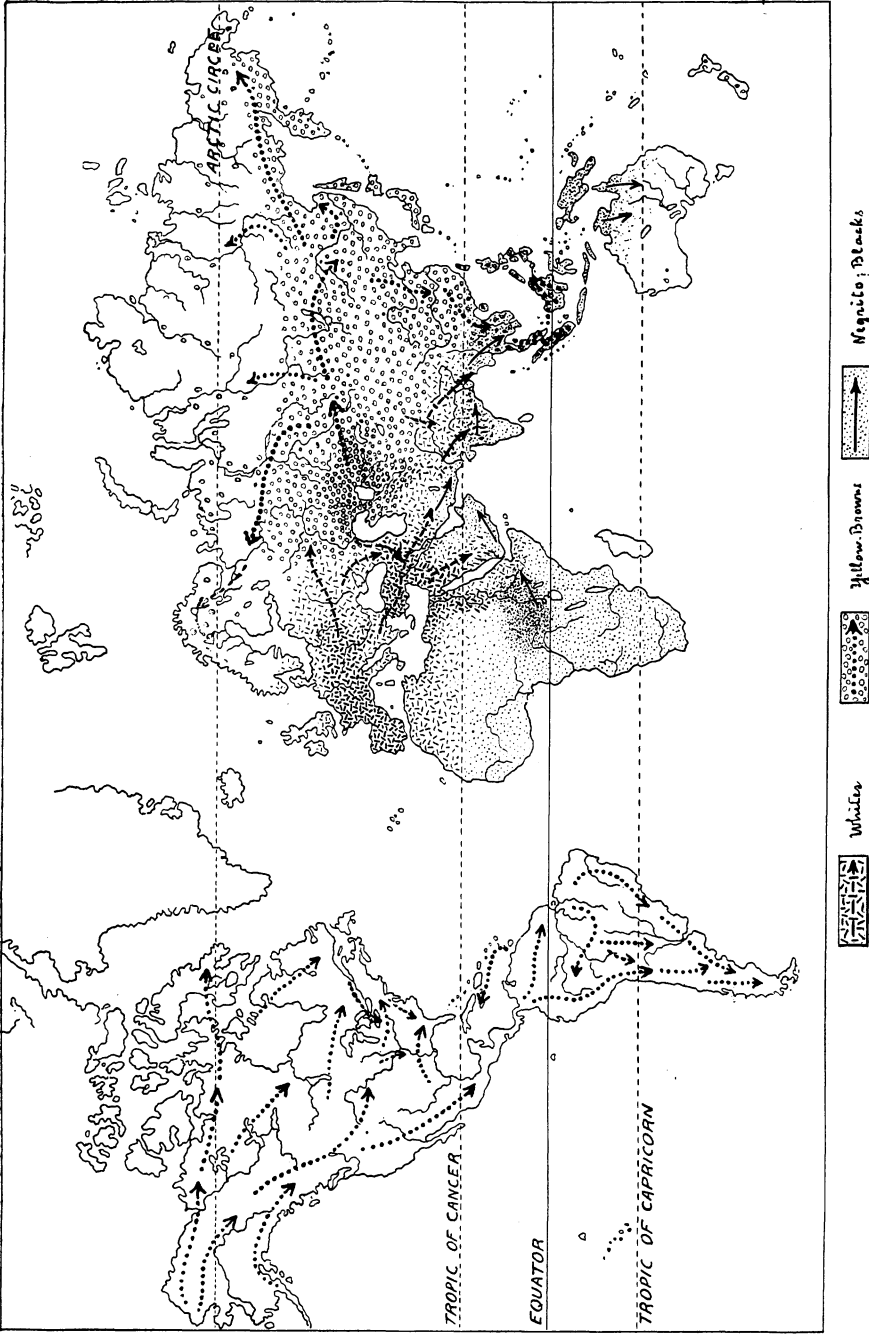 ARCTIC CIRCLE
TROPIC OF CANCER
EQUATOR
TROPIC OF CAPRICORN
Whites
Yellow-Browns
Negrito; Blacks